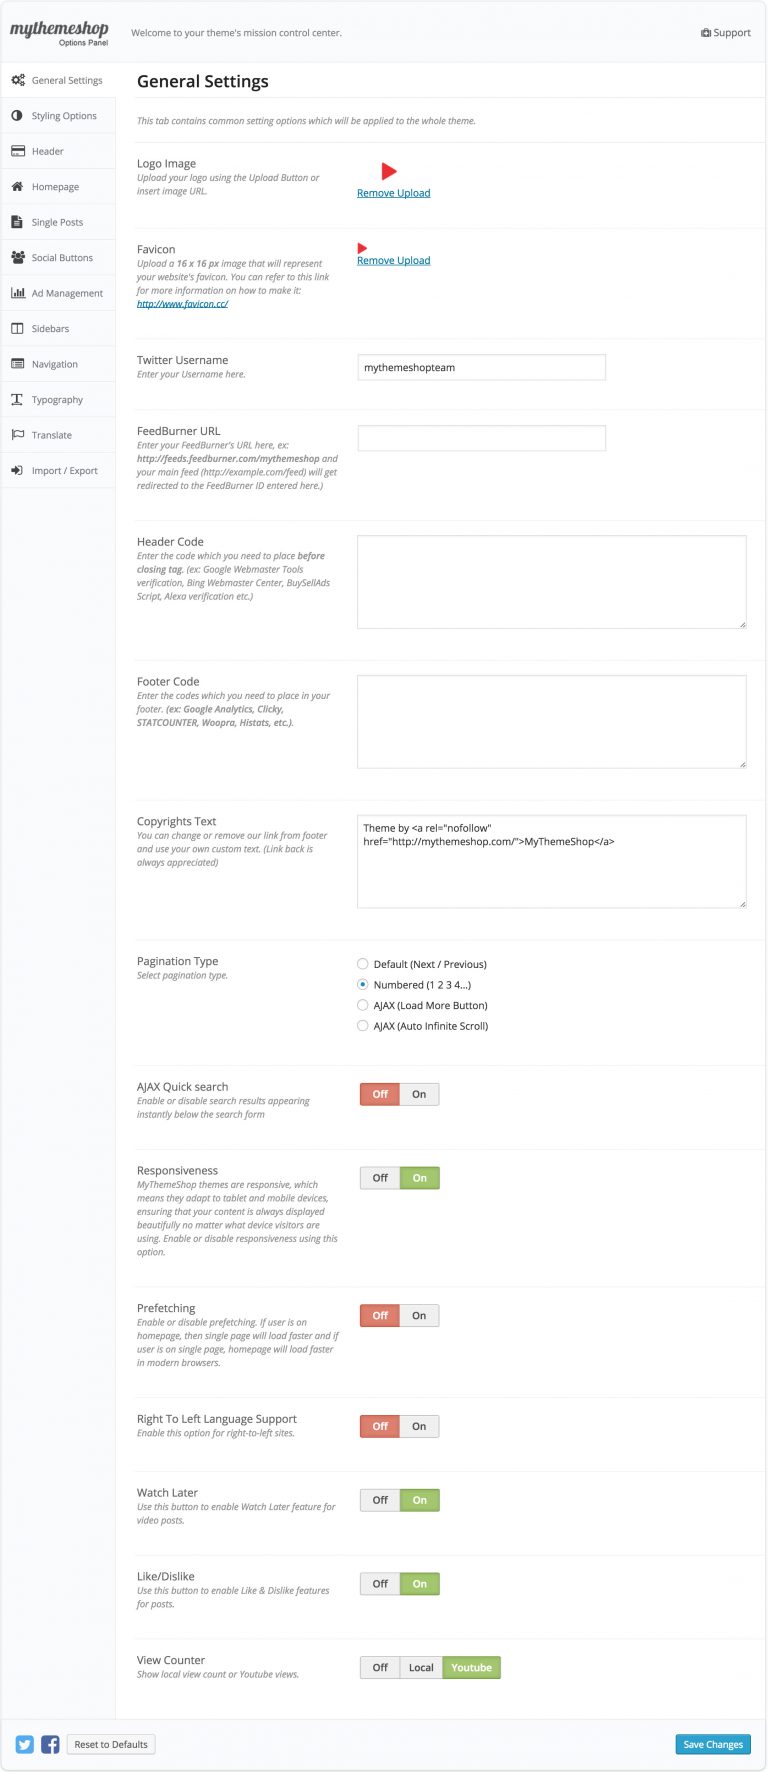 mythemeshop
Options Panel
Welcome to your theme's mission control center.
Support
General Settings
Styling Options
Header
Homepage
Single Posts
Social Buttons
Ad Management
Sidebars
Navigation
Typography
Translate
Import / Export
General Settings
This tab contains common setting options which will be applied to the whole theme.
Logo Image
Upload your logo using the Upload Button or
insert image URL.
Remove Upload
Favicon
Upload a 16 x 16 px image that will represent
your website's favicon. You can refer to this link
for more information on how to make it:
http://www.favicon.cc/
Remove Upload
Twitter Username
Enter your Username here.
mythemeshopteam
FeedBurner URL
Enter your FeedBurner's URL here, ex:
http://feeds.feedburner.com/mythemeshop and
your main feed (http://example.com/feed) will get
redirected to the FeedBurner ID entered here.)
Header Code
Enter the code which you need to place before
closing tag. (ex: Google Webmaster Tools
verification, Bing Webmaster Center, BuySellAds
Script, Alexa verification etc.)
Footer Code
Enter the codes which you need to place in your
footer. (ex: Google Analytics, Clicky,
STATCOUNTER, Woopra, Histats, etc.).
Copyrights Text
You can change or remove our link from footer
and use your own custom text. (Link back is
always appreciated)
Theme by <a rel="nofollow"
href="http://mythemeshop.com/">MyThemeShop</a>
Pagination Type
Select pagination type.
Default (Next / Previous)
Numbered (1 2 3 4...)
AJAX (Load More Button)
AJAX (Auto Infinite Scroll)
AJAX Quick search
Enable or disable search results appearing
instantly below the search form
Off On
Responsiveness
MyThemeShop themes are responsive, which
means they adapt to tablet and mobile devices,
ensuring that your content is always displayed
beautifully no matter what device visitors are
using. Enable or disable responsiveness using this
option.
Off On
Prefetching
Enable or disable prefetching. If user is on
homepage, then single page will load faster and if
user is on single page, homepage will load faster
in modern browsers.
Off On
Right To Left Language Support
Enable this option for right-to-left sites.
Off On
Watch Later
Use this button to enable Watch Later feature for
video posts.
Off On
Like/Dislike
Use this button to enable Like & Dislike features
for posts.
Off On
View Counter
Show local view count or Youtube views.
Off Local Youtube
Reset to Defaults
Save Changes